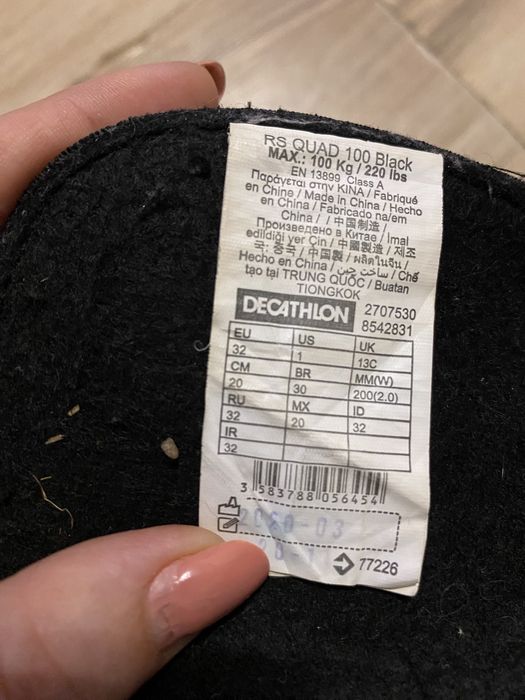 RS QUAD 100 Black
MAX.: 100 Kg / 220 lbs
EN 13899 Class A
Παράγεται στην KINA / Fabriqué
en Chine / Made in China / Hecho
en China / Fabricado na/em
China / / 中国制造 /
Произведено в Китае / İmal
edildiği yer Çin / 中國製造 / 제조
국: 중국 / 中国製 / ผลิตในจีน /
Hecho en China / ساخت چین / Chế
tạo tại TRUNG QUỐC / Buatan
TIONGKOK
DECATHLON 2707530
8542831
EU US UK
32 1 13C
CM BR MM(W)
20 30 200(2.0)
RU MX ID
32 20 32
IR
32
3 583788 056454
2020-03
17226